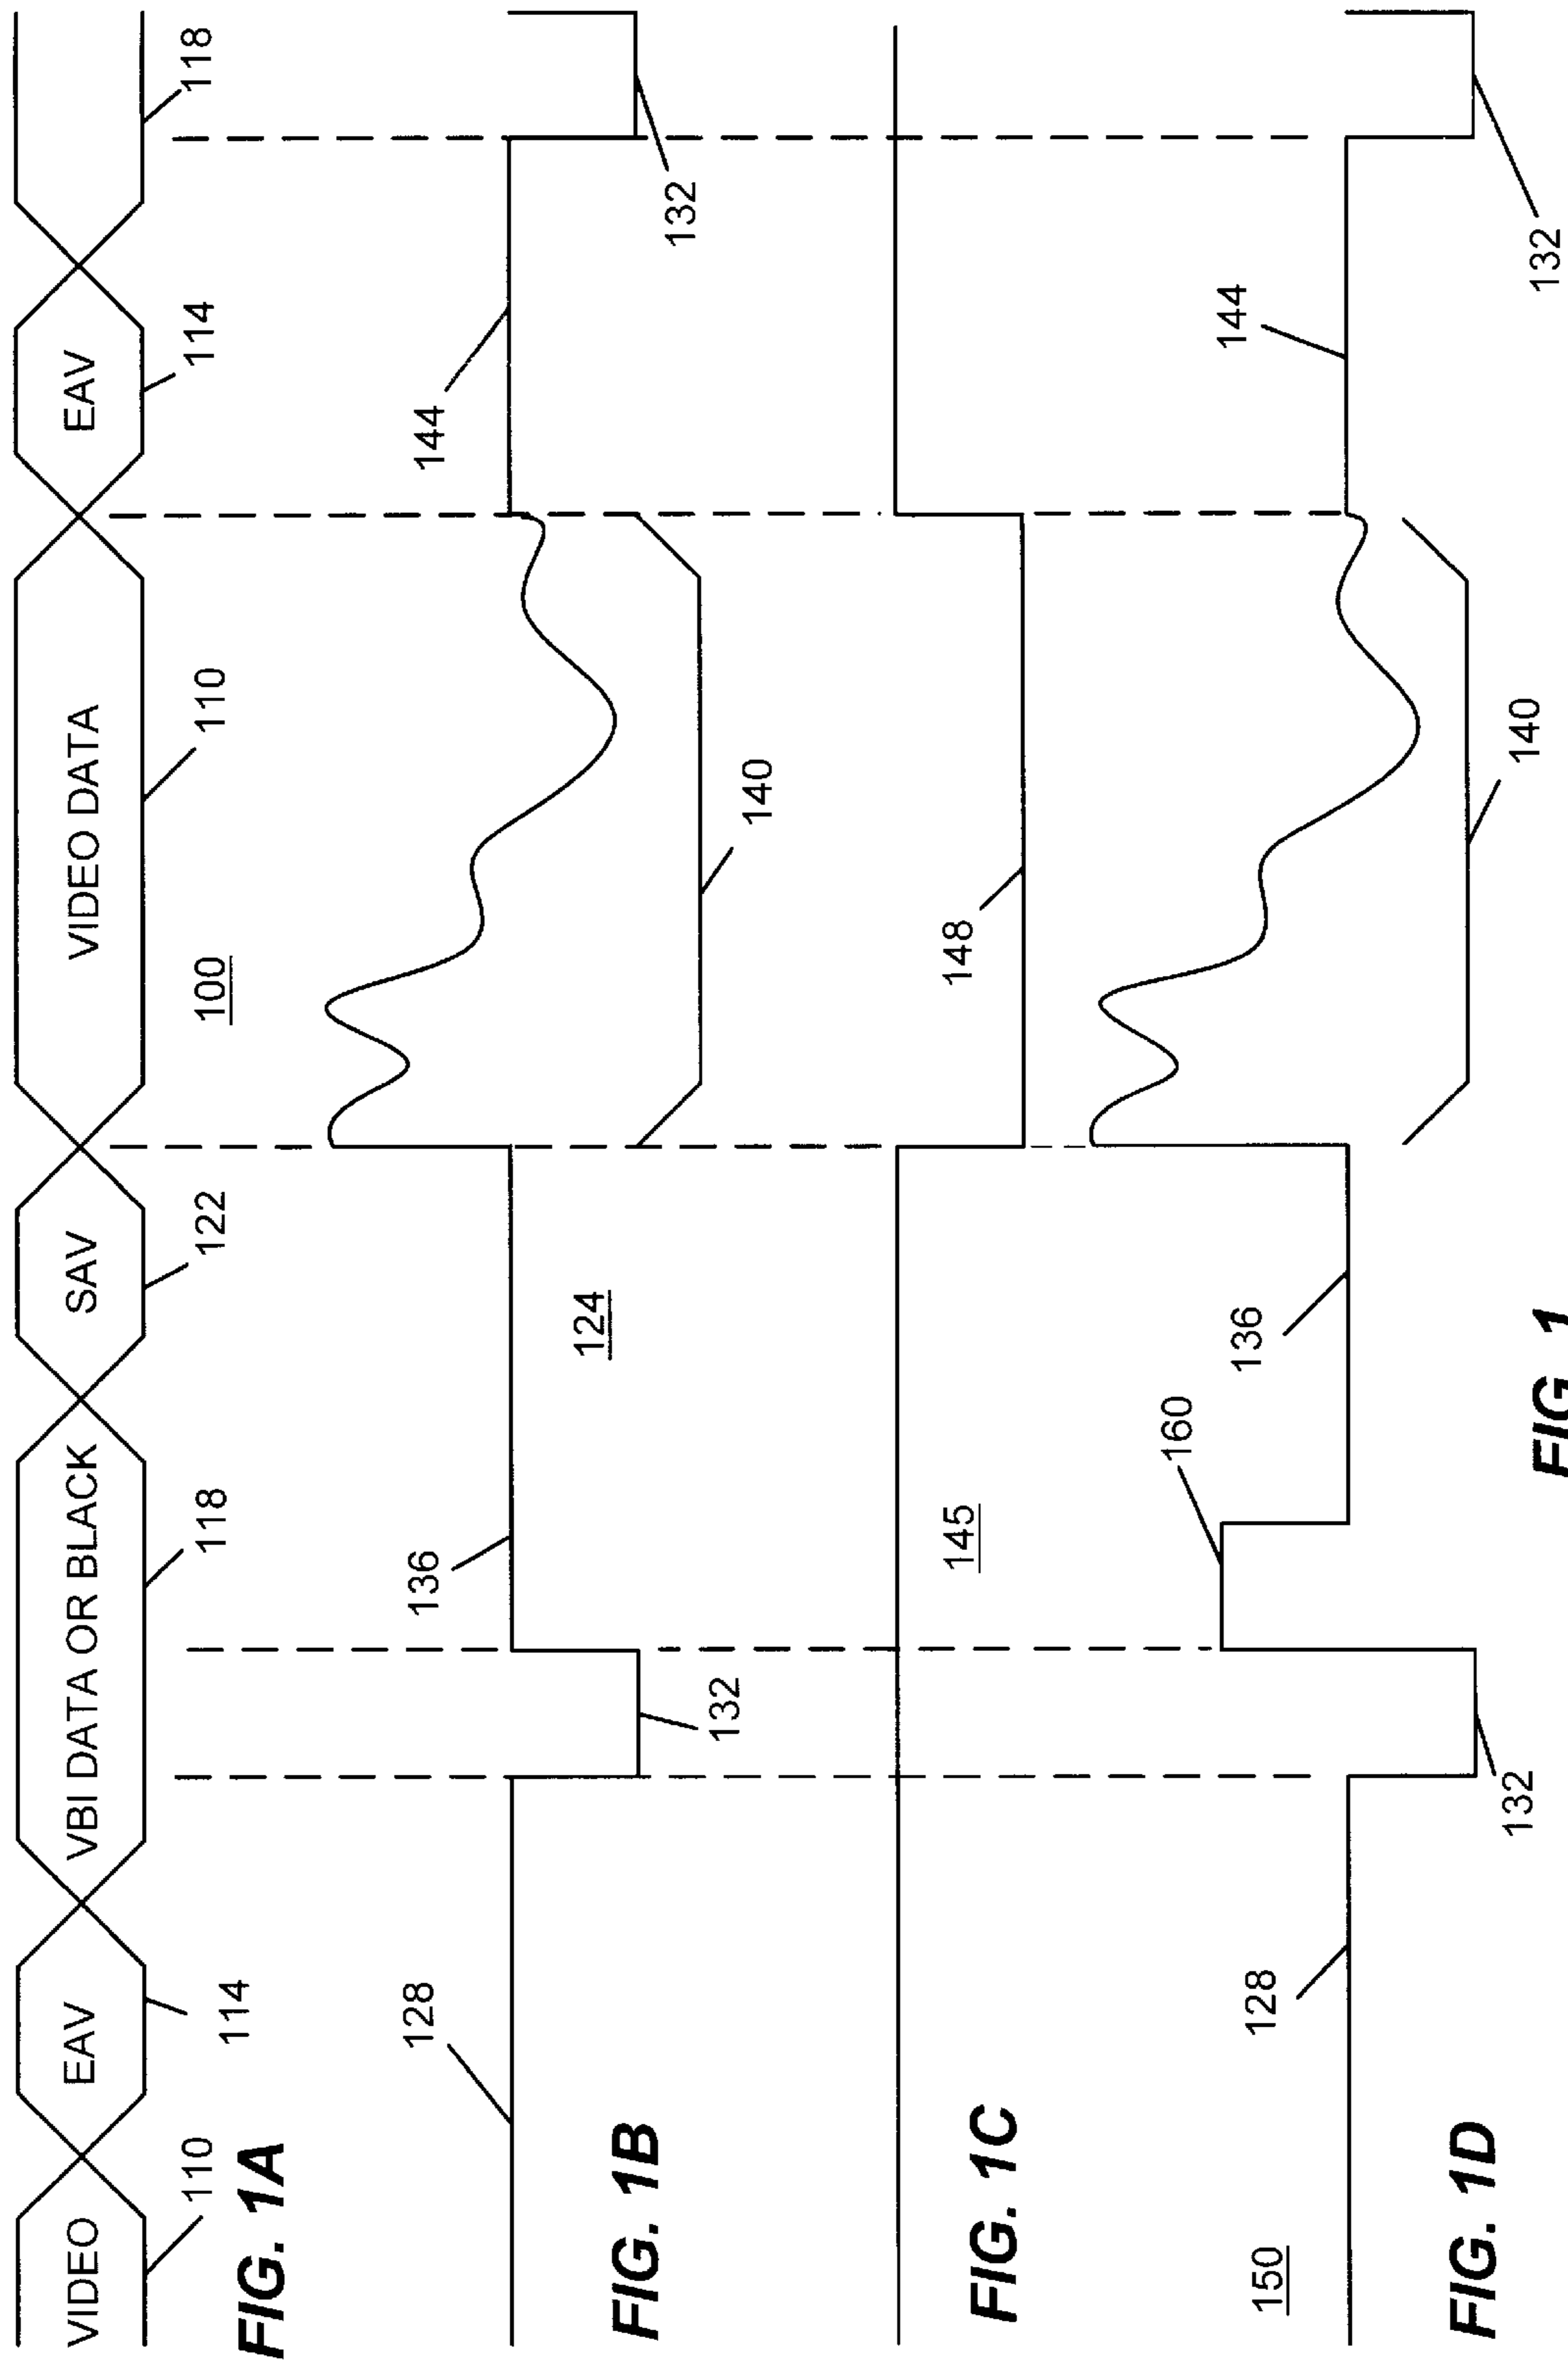 VIDEO
EAV
VBI DATA OR BLACK
SAV
VIDEO DATA
EAV
110
114
118
122
100
110
114
118
FIG. 1A
128
136
144
132
124
140
132
FIG. 1B
145
148
FIG. 1C
150
128
160
136
144
132
140
132
FIG. 1D
FIG. 1